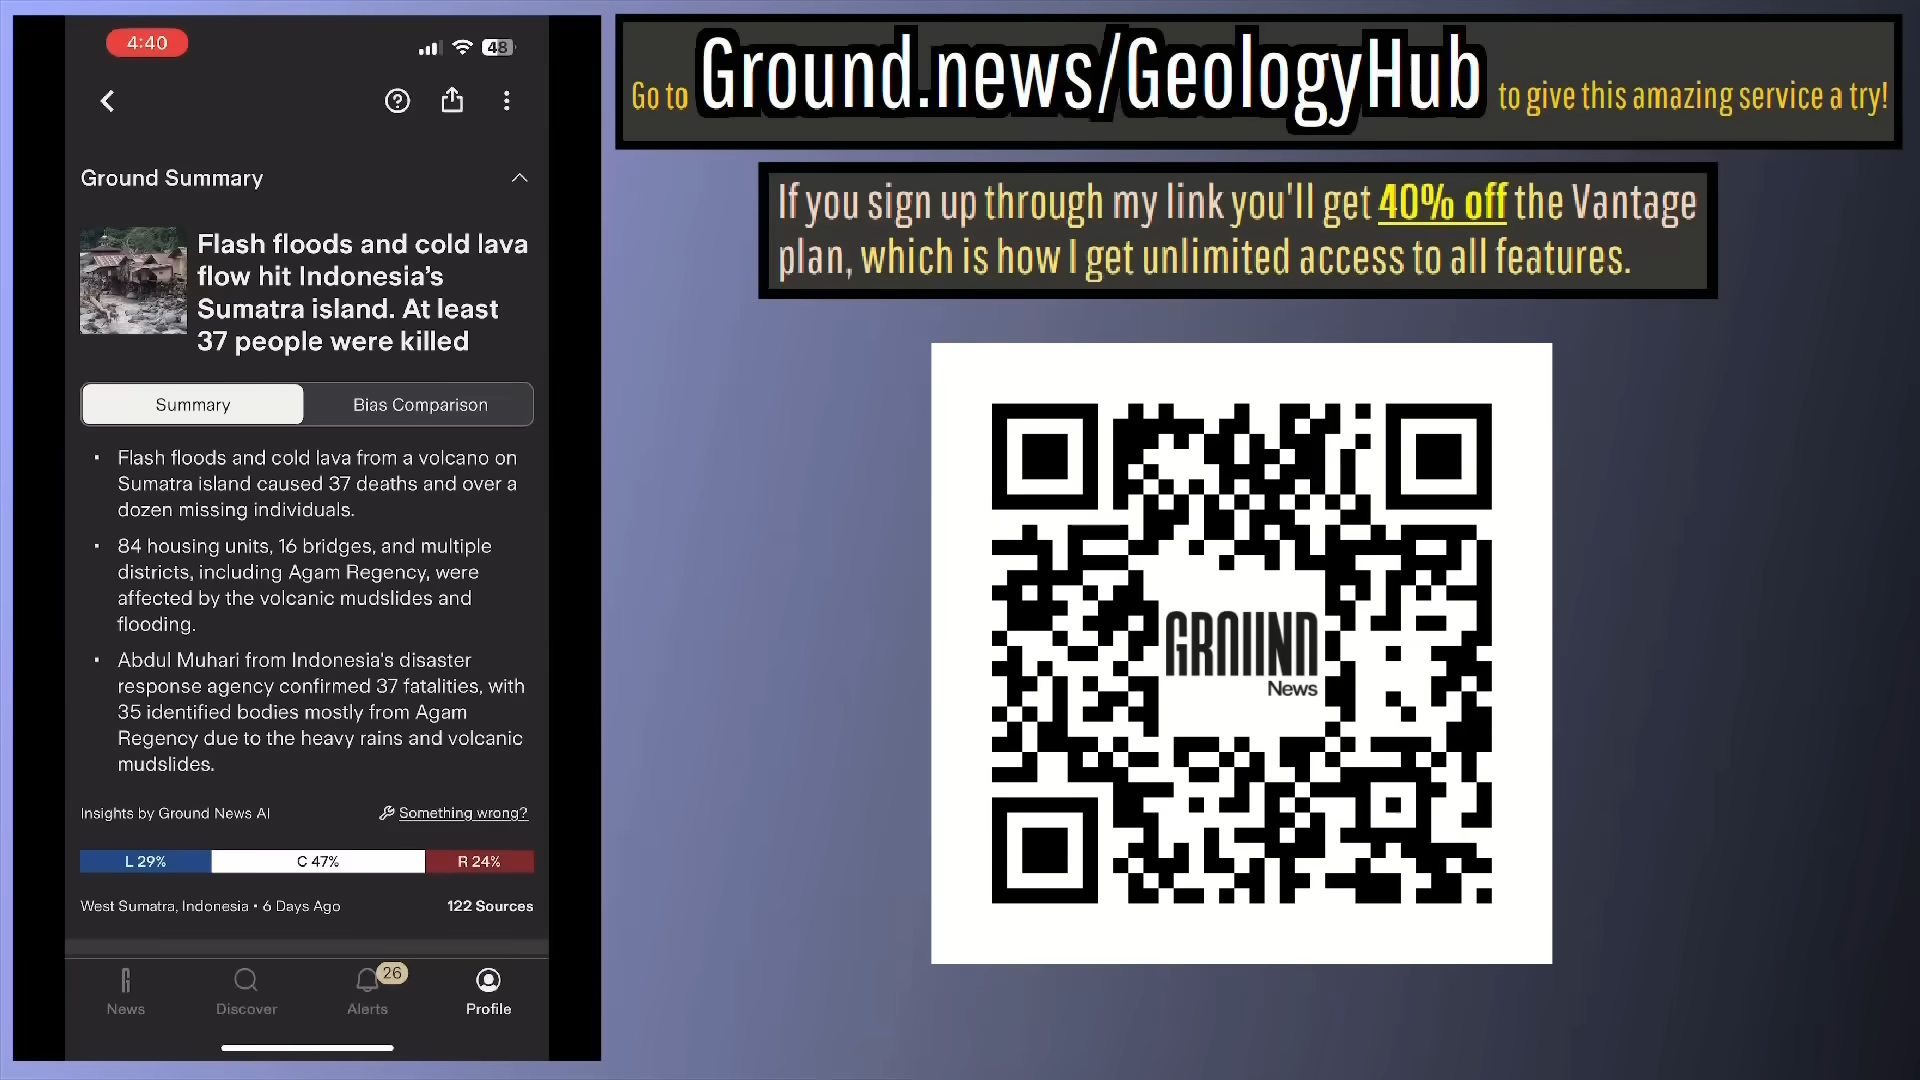 4:40
48
Ground Summary
Flash floods and cold lava
flow hit Indonesia’s
Sumatra island. At least
37 people were killed
Summary
Bias Comparison
· Flash floods and cold lava from a volcano on
Sumatra island caused 37 deaths and over a
dozen missing individuals.
· 84 housing units, 16 bridges, and multiple
districts, including Agam Regency, were
affected by the volcanic mudslides and
flooding.
· Abdul Muhari from Indonesia's disaster
response agency confirmed 37 fatalities, with
35 identified bodies mostly from Agam
Regency due to the heavy rains and volcanic
mudslides.
Insights by Ground News AI
Something wrong?
L 29%
C 47%
R 24%
West Sumatra, Indonesia • 6 Days Ago
122 Sources
26
News
Discover
Alerts
Profile
Go to Ground.news/GeologyHub to give this amazing service a try!
If you sign up through my link you'll get 40% off the Vantage
plan, which is how I get unlimited access to all features.
GROUND
News